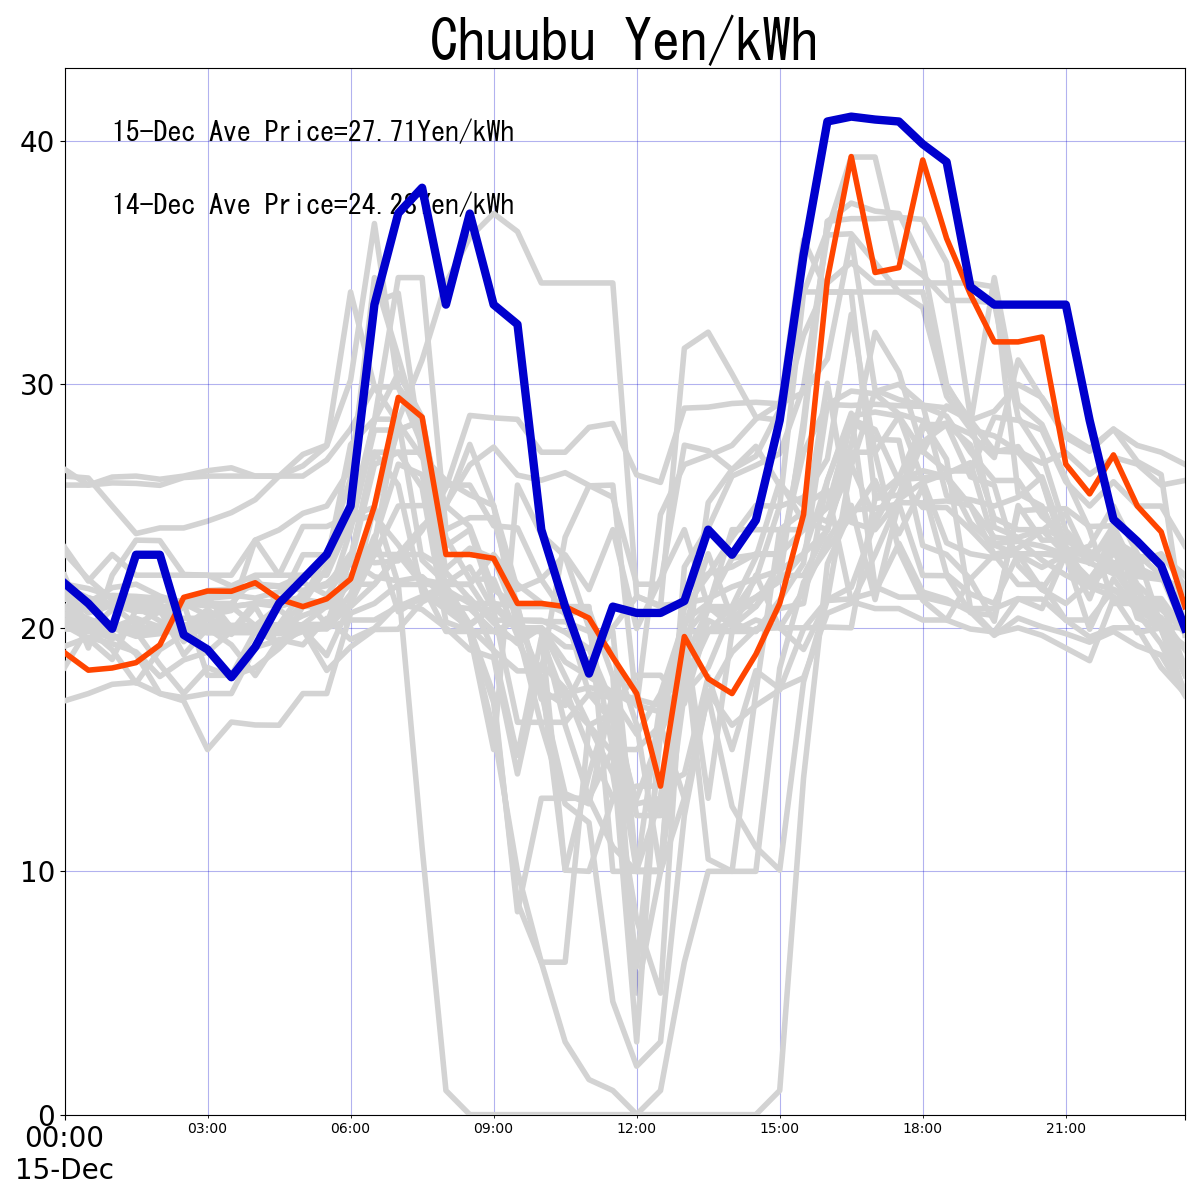 Chuubu Yen/kWh
15-Dec Ave Price=27.71Yen/kWh
14-Dec Ave Price=24.26Yen/kWh
40
30
20
10
0
00:00 03:00 06:00 09:00 12:00 15:00 18:00 21:00
15-Dec